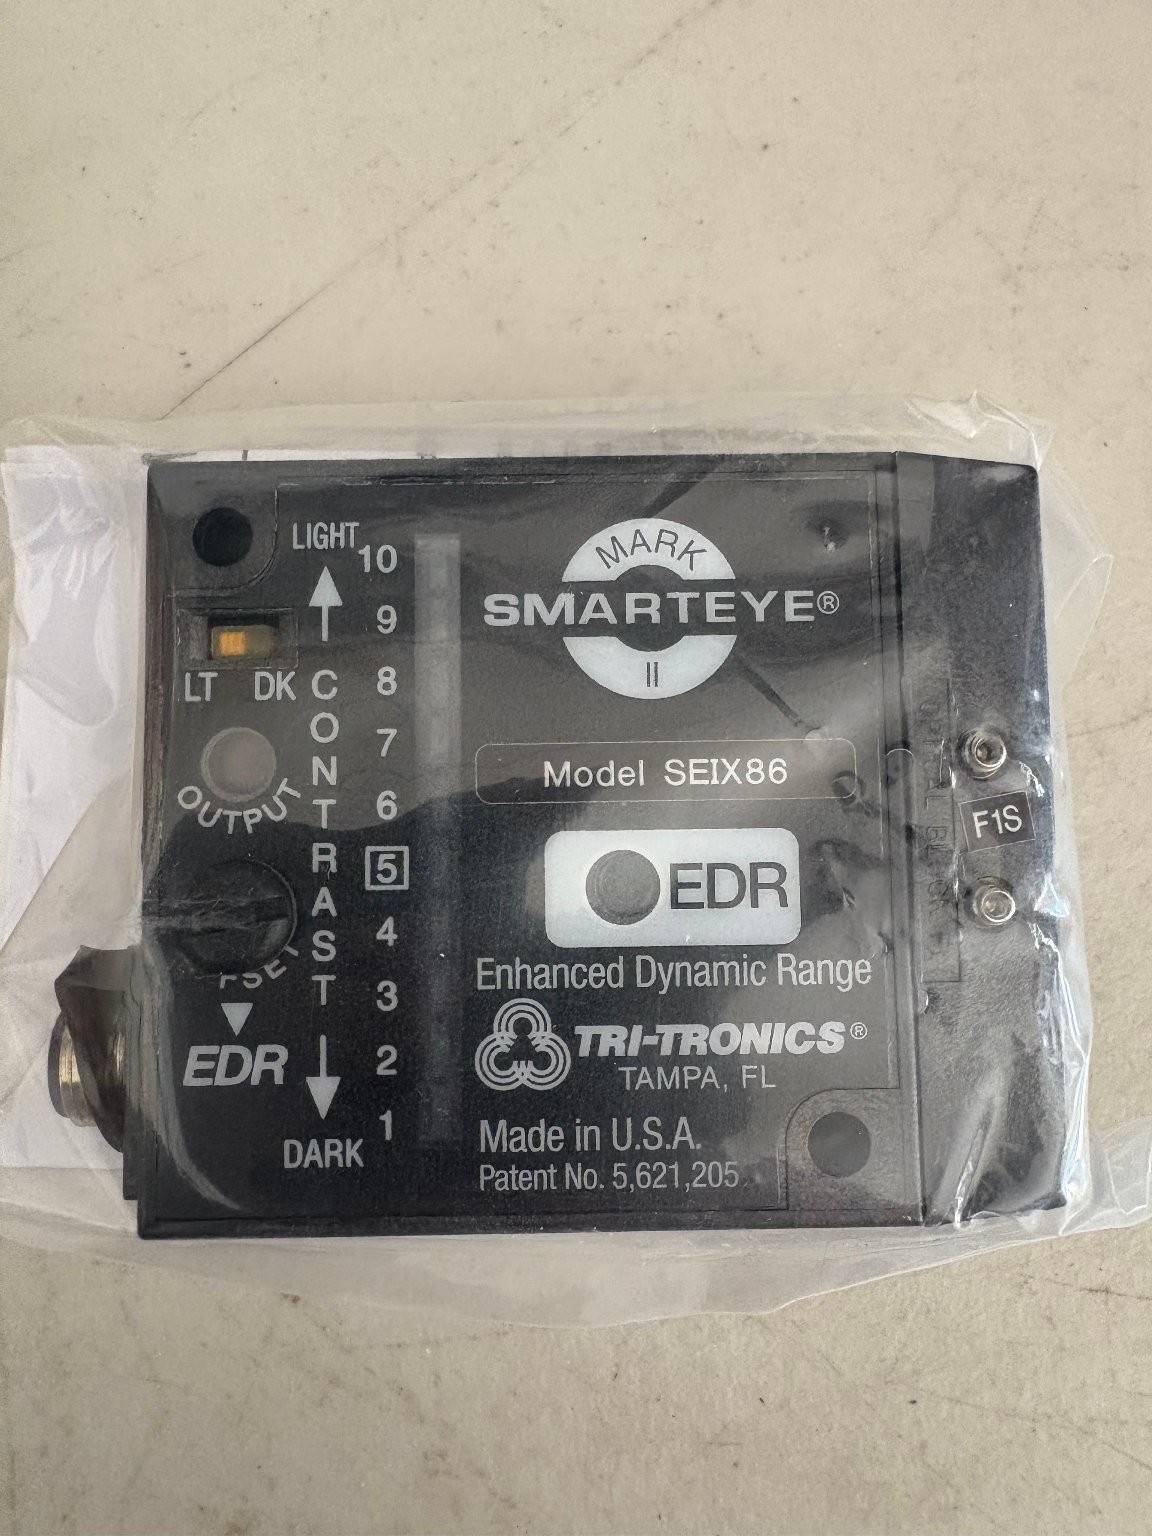 LIGHT
10
9
8
7
6
5
4
3
2
1
DARK
CONTRAST
LT DK
OUTPUT
EDR
MARK
SMARTEYE®
II
Model SEIX86
EDR
Enhanced Dynamic Range
TRI-TRONICS®
TAMPA, FL
Made in U.S.A.
Patent No. 5,621,205
F1S